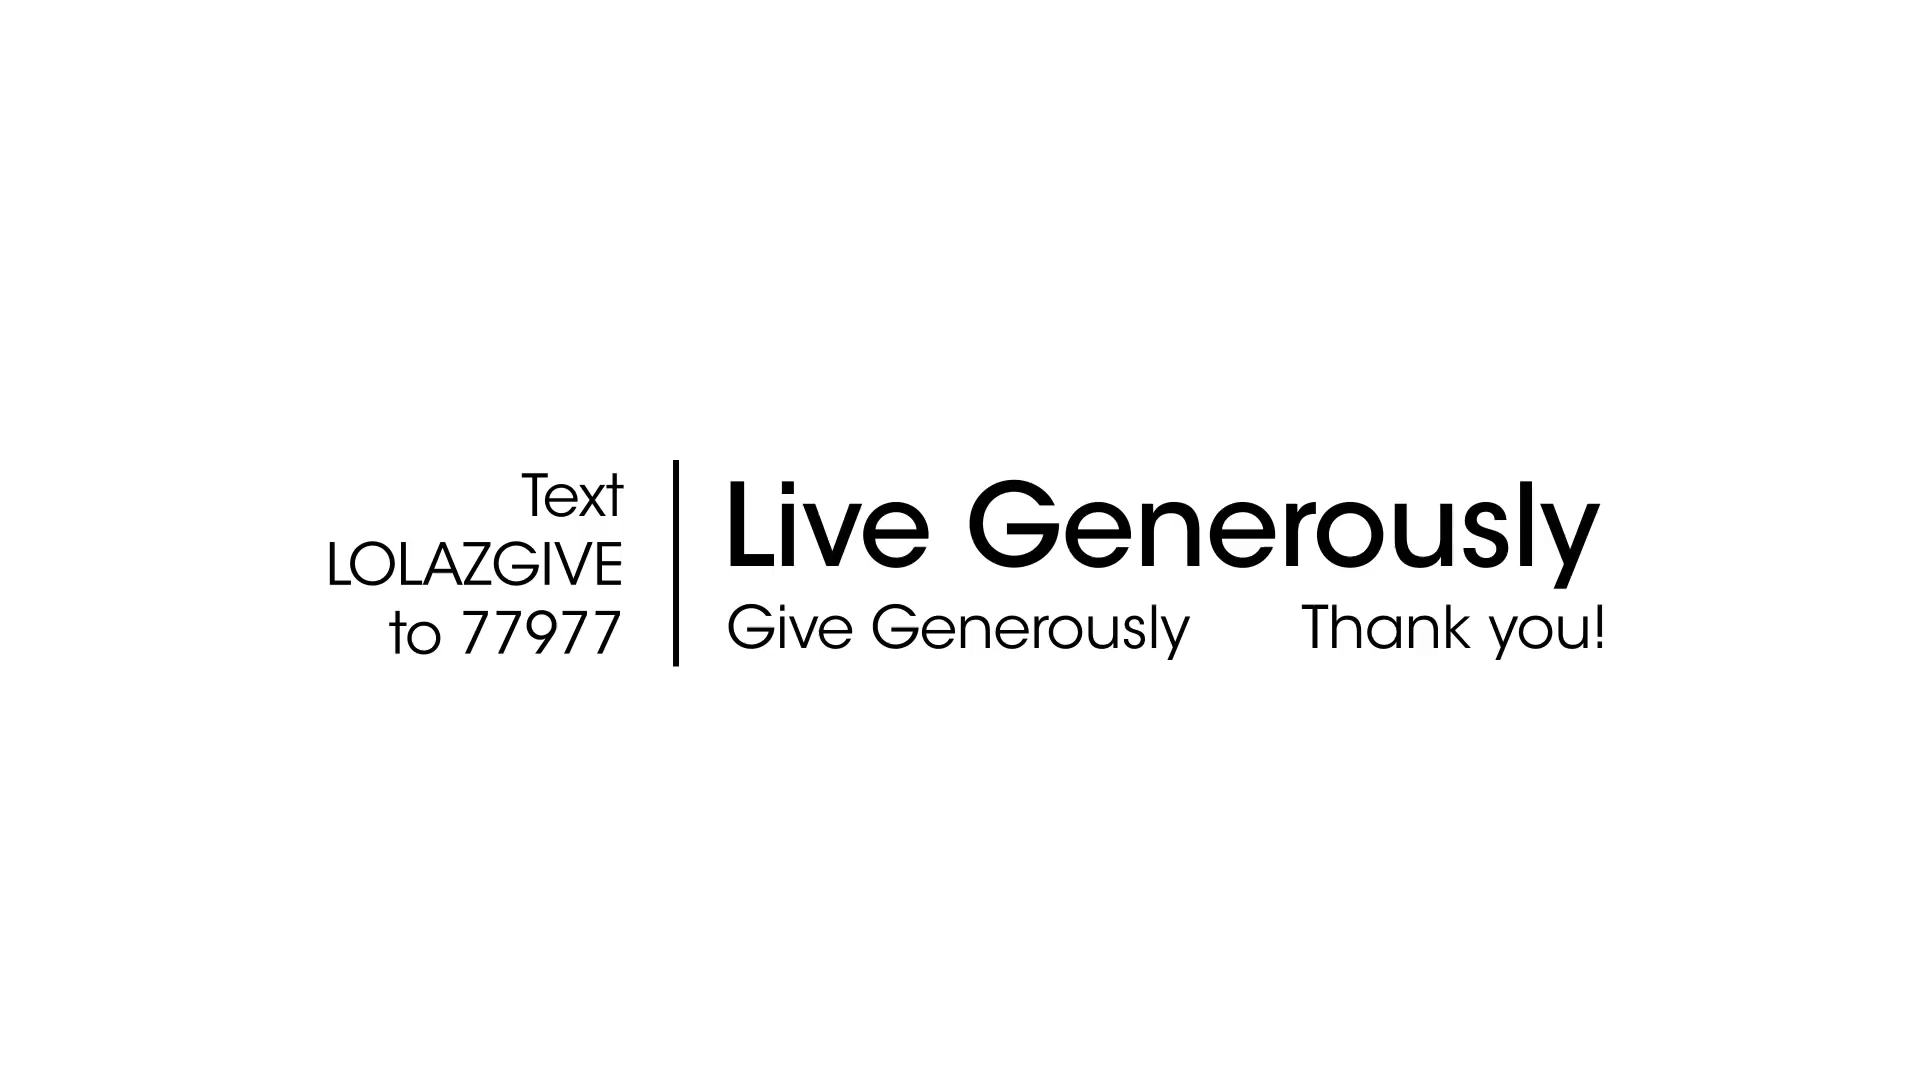 Text
LOLAZGIVE
to 77977
Live Generously
Give Generously Thank you!